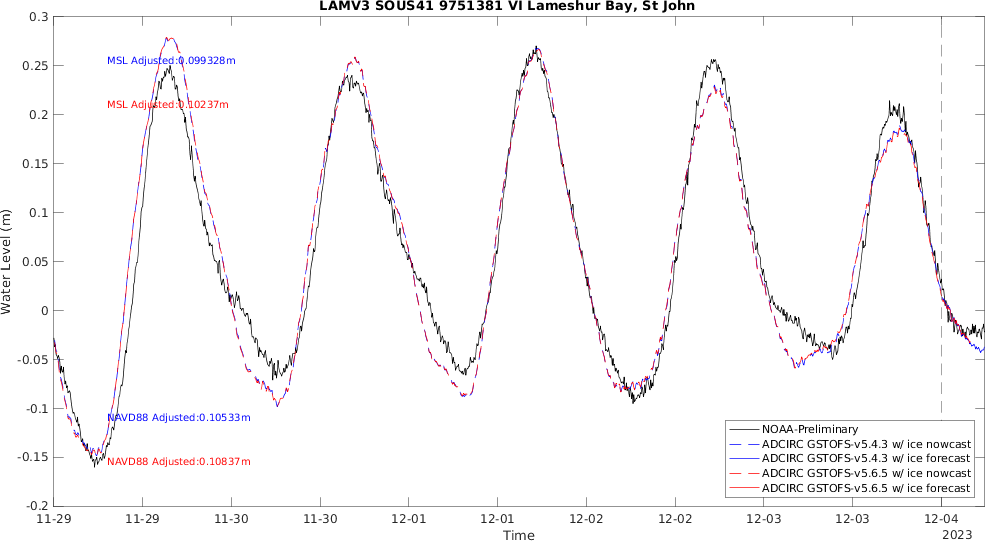 LAMV3 SOUS41 9751381 VI Lameshur Bay, St John
0.3
0.25
0.2
0.15
0.1
0.05
0
-0.05
-0.1
-0.15
-0.2
Water Level (m)
MSL Adjusted:0.099328m
MSL Adjusted:0.10237m
NAVD88 Adjusted:0.10533m
NAVD88 Adjusted:0.10837m
NOAA-Preliminary
ADCIRC GSTOFS-v5.4.3 w/ ice nowcast
ADCIRC GSTOFS-v5.4.3 w/ ice forecast
ADCIRC GSTOFS-v5.6.5 w/ ice nowcast
ADCIRC GSTOFS-v5.6.5 w/ ice forecast
11-29 11-29 11-30 11-30 12-01 12-01 12-02 12-02 12-03 12-03 12-04
2023
Time